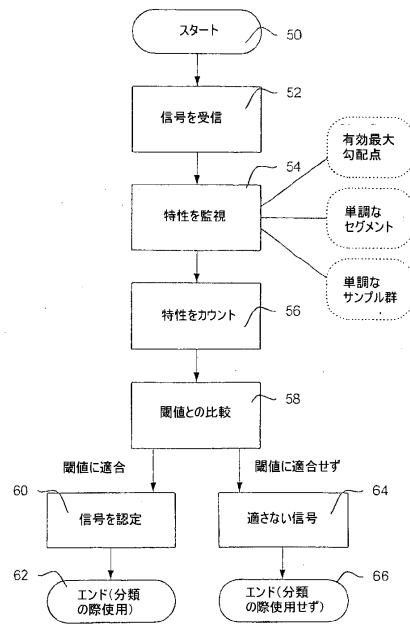 スタート
50
信号を受信
52
特性を監視
54
有効最大
勾配点
単調な
セグメント
単調な
サンプル群
特性をカウント
56
閾値との比較
58
閾値に適合
閾値に適合せず
60
信号を認定
適さない信号
64
62
エンド(分類
の際使用)
エンド(分類
の際使用せず)
66